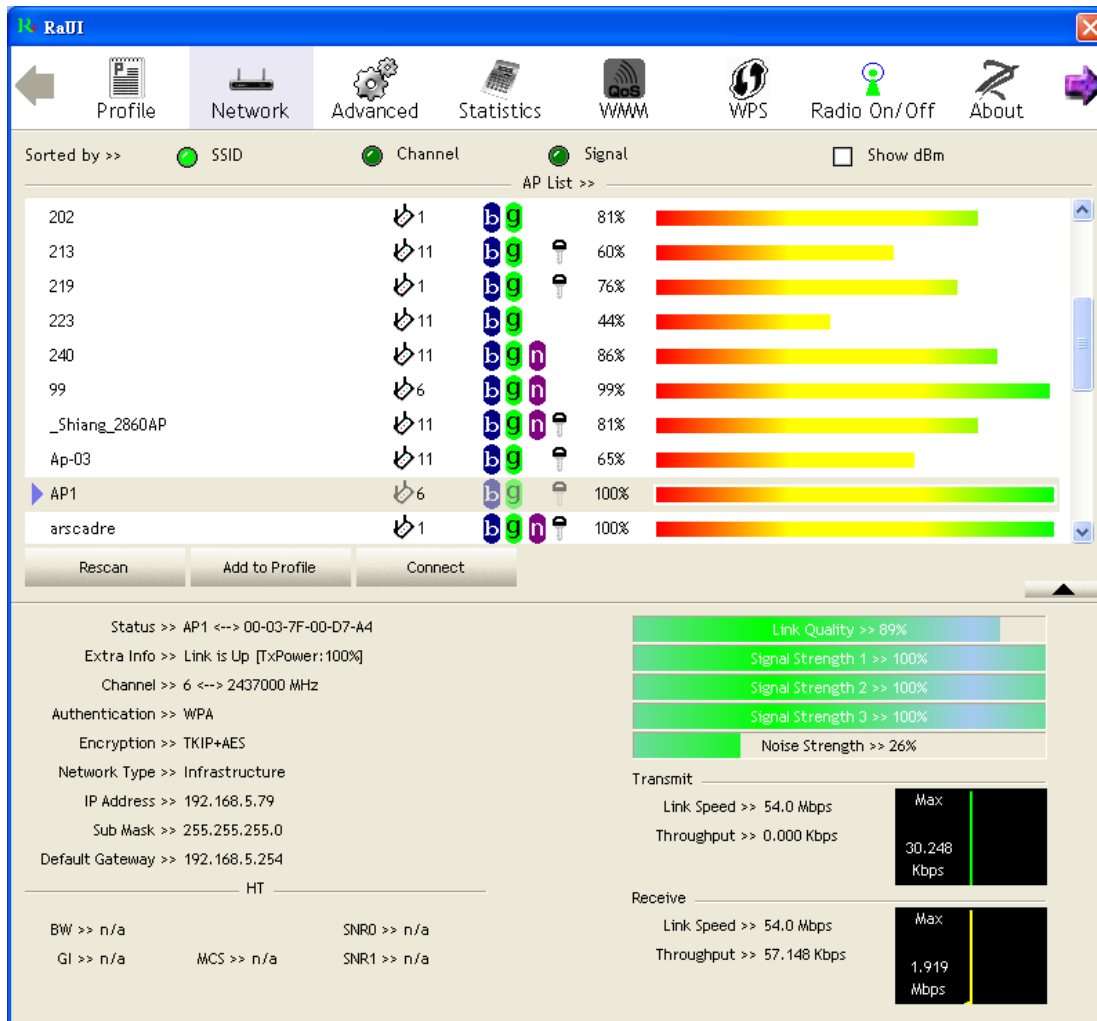 RaUI
Profile Network Advanced Statistics WMM WPS Radio On/Off About
QoS
Sorted by >> SSID Channel Signal Show dBm
AP List >>
202 1 b g 81%
213 11 b g 60%
219 1 b g 76%
223 11 b g 44%
240 11 b g n 86%
99 6 b g n 99%
_Shiang_2860AP 11 b g n 81%
Ap-03 11 b g 65%
AP1 6 b g 100%
arscadre 1 b g n 100%
Rescan Add to Profile Connect
Status >> AP1 <--> 00-03-7F-00-D7-A4
Extra Info >> Link is Up [TxPower:100%]
Channel >> 6 <--> 2437000 MHz
Authentication >> WPA
Encryption >> TKIP+AES
Network Type >> Infrastructure
IP Address >> 192.168.5.79
Sub Mask >> 255.255.255.0
Default Gateway >> 192.168.5.254
HT
BW >> n/a SNR0 >> n/a
GI >> n/a MCS >> n/a SNR1 >> n/a
Link Quality >> 89%
Signal Strength 1 >> 100%
Signal Strength 2 >> 100%
Signal Strength 3 >> 100%
Noise Strength >> 26%
Transmit
Link Speed >> 54.0 Mbps
Throughput >> 0.000 Kbps
Max
30.248
Kbps
Receive
Link Speed >> 54.0 Mbps
Throughput >> 57.148 Kbps
Max
1.919
Mbps